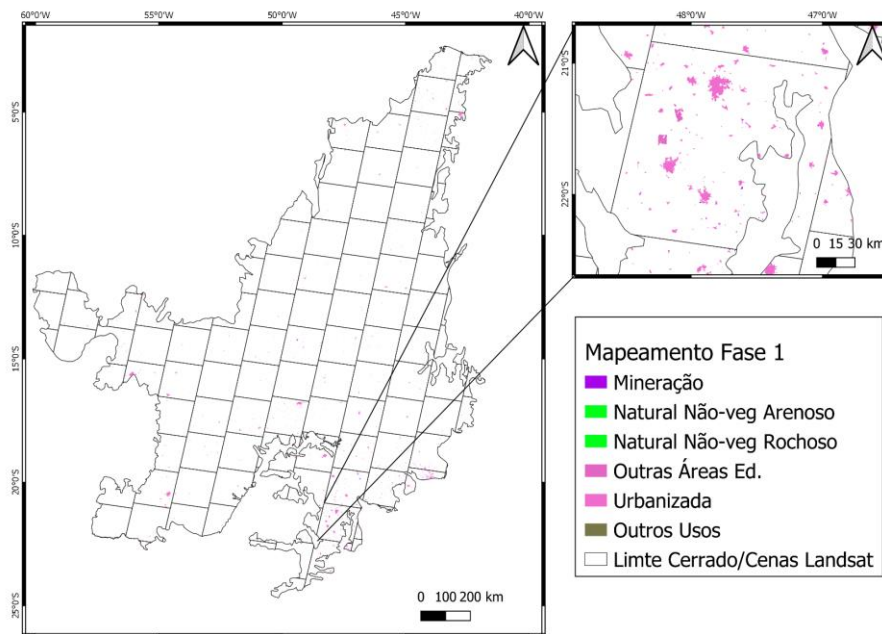 60°0'W
55°0'W
50°0'W
45°0'W
40°0'W
5°0'S
10°0'S
15°0'S
20°0'S
25°0'S
0 100 200 km
48°0'W
47°0'W
21°0'S
22°0'S
0 15 30 km
Mapeamento Fase 1
Mineração
Natural Não-veg Arenoso
Natural Não-veg Rochoso
Outras Áreas Ed.
Urbanizada
Outros Usos
Limte Cerrado/Cenas Landsat